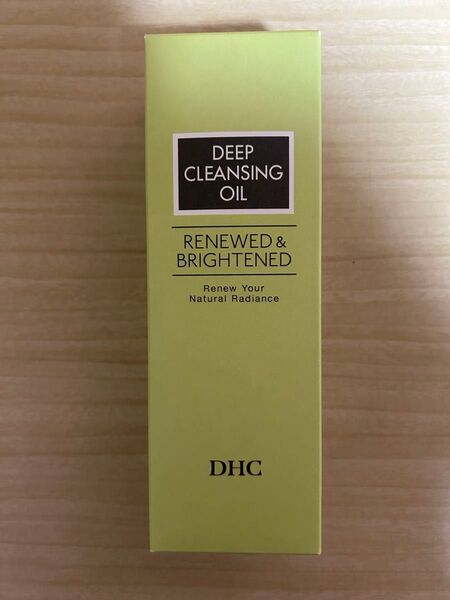 DEEP
CLEANSING
OIL
RENEWED &
BRIGHTENED
Renew Your
Natural Radiance
DHC